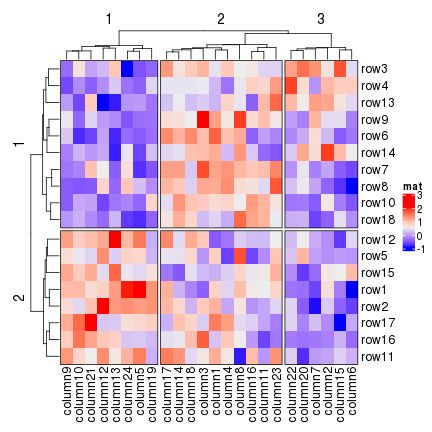 1 2 3
1
2
row3
row4
row13
row9
row6
row14
row7
row8
row10
row18
row12
row5
row15
row1
row2
row17
row16
row11
mat
3
2
1
0
-1
column9
column10
column21
column12
column13
column24
column5
column19
column17
column14
column18
column3
column1
column4
column8
column16
column11
column23
column22
column20
column7
column2
column15
column6